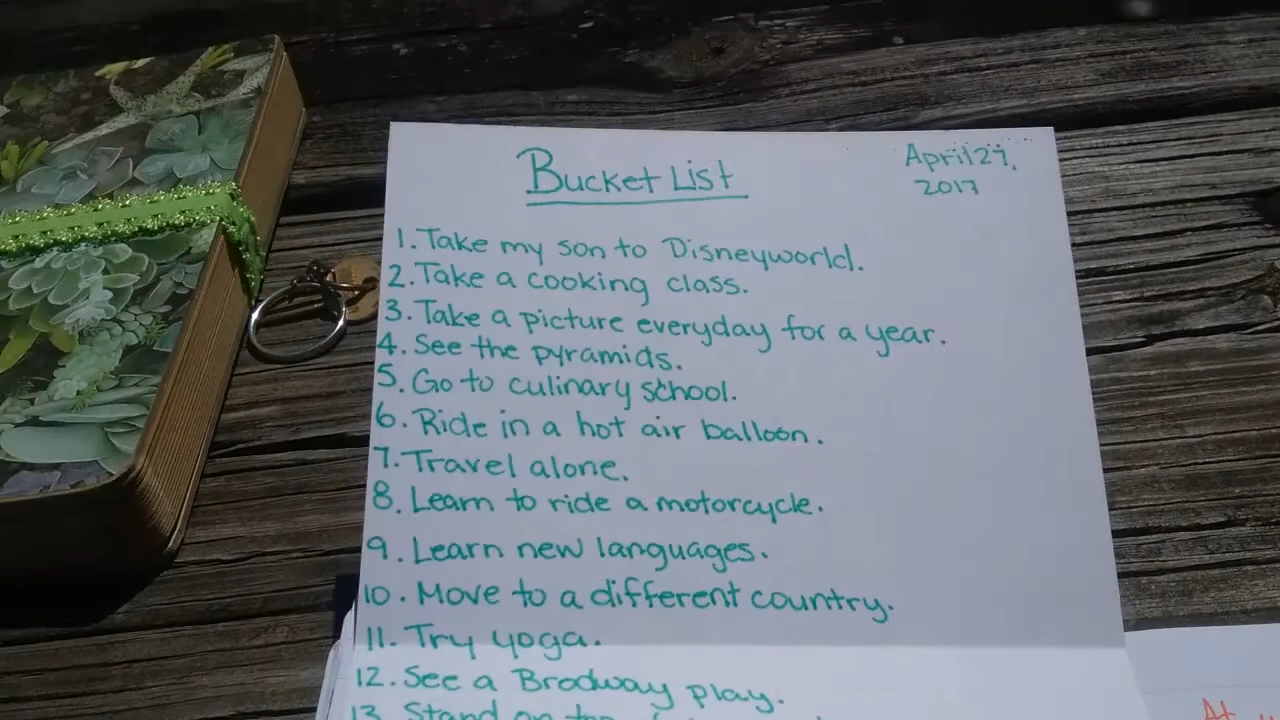 Bucket List
April 27,
2017
1. Take my son to Disneyworld.
2. Take a cooking class.
3. Take a picture everyday for a year.
4. See the pyramids.
5. Go to culinary school.
6. Ride in a hot air balloon.
7. Travel alone.
8. Learn to ride a motorcycle.
9. Learn new languages.
10. Move to a different country.
11. Try yoga.
12. See a Brodway play.
13. Stand on
At